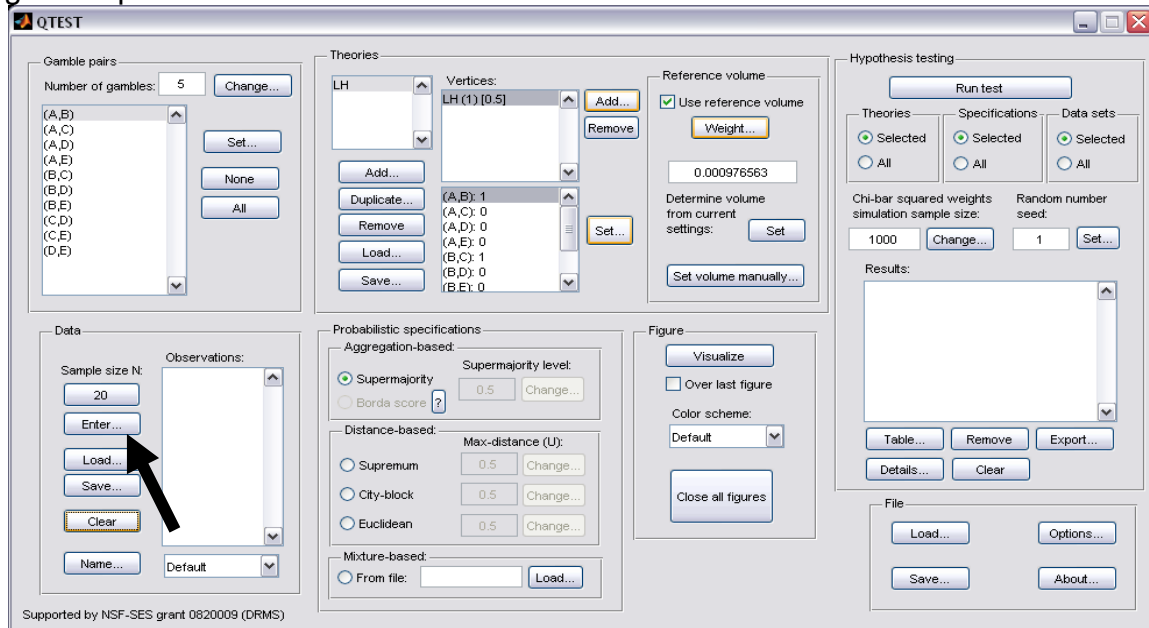 QTEST
Gamble pairs
Number of gambles: 5 Change...
(A,B)
(A,C)
(A,D)
(A,E)
(B,C)
(B,D)
(B,E)
(C,D)
(C,E)
(D,E)
Set...
None
All
Theories
LH
Vertices:
LH (1) [0.5]
Add...
Remove
Add...
Duplicate...
Remove
Load...
Save...
(A,B): 1
(A,C): 0
(A,D): 0
(A,E): 0
(B,C): 1
(B,D): 0
(B,E): 0
Set...
Reference volume
Use reference volume
Weight...
0.000976563
Determine volume
from current
settings: Set
Set volume manually...
Hypothesis testing
Run test
Theories
Selected
All
Specifications
Selected
All
Data sets
Selected
All
Chi-bar squared weights
simulation sample size:
1000 Change...
Random number
seed:
1 Set...
Results:
Table... Remove Export...
Details... Clear
Data
Sample size N:
20
Enter...
Load...
Save...
Clear
Name...
Observations:
Default
Probabilistic specifications
Aggregation-based:
Supermajority level:
Supermajority 0.5 Change...
Borda score ?
Distance-based:
Max-distance (U):
Supremum 0.5 Change...
City-block 0.5 Change...
Euclidean 0.5 Change...
Mixture-based:
From file: Load...
Figure
Visualize
Over last figure
Color scheme:
Default
Close all figures
File
Load... Options...
Save... About...
Supported by NSF-SES grant 0820009 (DRMS)